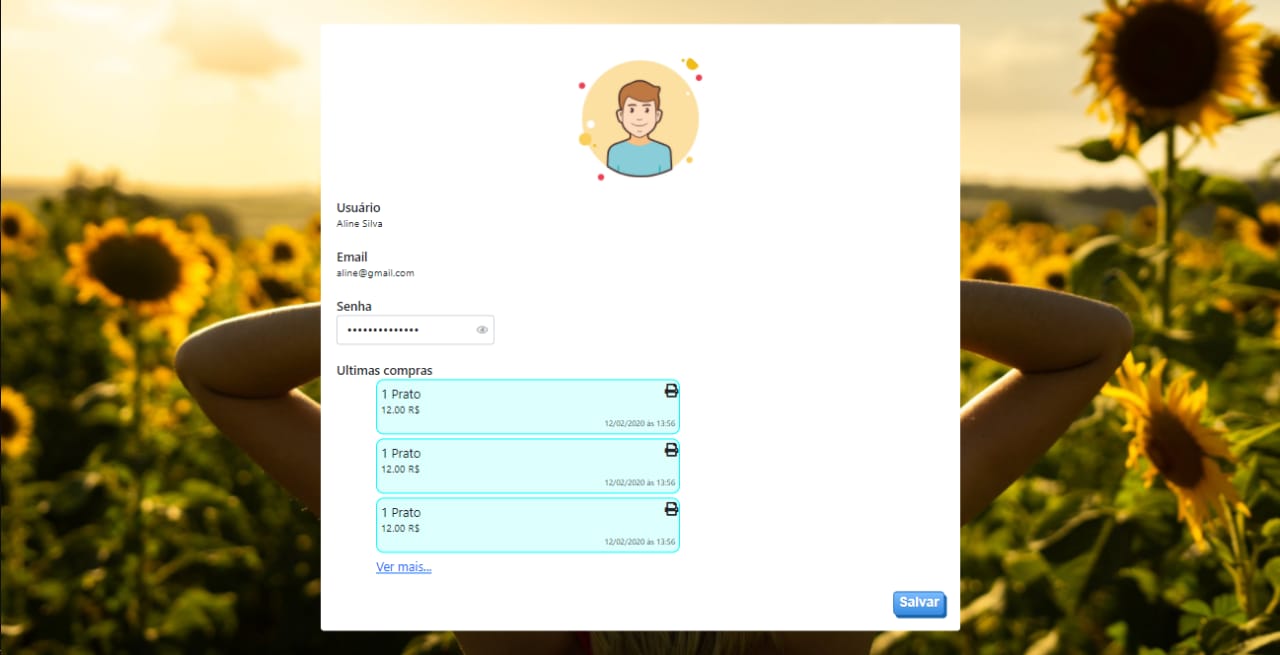 Usuário
Aline Silva
Email
aline@gmail.com
Senha
••••••••••••••
Ultimas compras
1 Prato
12.00 R$
12/02/2020 às 13:56
1 Prato
12.00 R$
12/02/2020 às 13:56
1 Prato
12.00 R$
12/02/2020 às 13:56
Ver mais...
Salvar